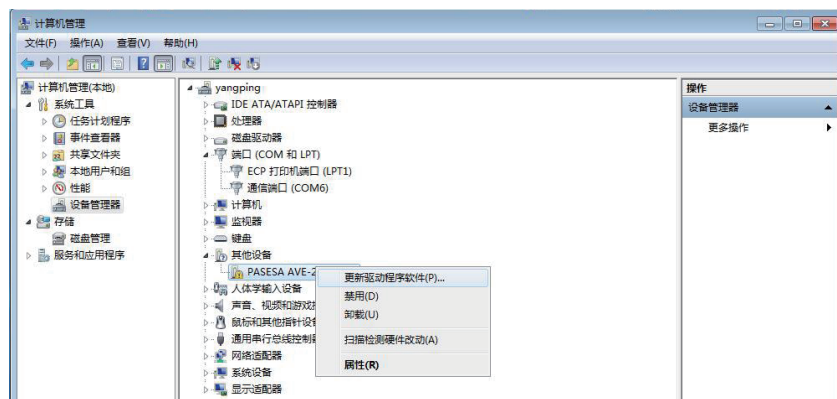 计算机管理
文件(F) 操作(A) 查看(V) 帮助(H)
计算机管理(本地)
系统工具
任务计划程序
事件查看器
共享文件夹
本地用户和组
性能
设备管理器
存储
磁盘管理
服务和应用程序
yangping
IDE ATA/ATAPI 控制器
处理器
磁盘驱动器
端口 (COM 和 LPT)
ECP 打印机端口 (LPT1)
通信端口 (COM6)
计算机
监视器
键盘
其他设备
PASESA AVE-2
人体学输入设备
声音、视频和游戏
鼠标和其他指针设
通用串行总线控制
网络适配器
系统设备
显示适配器
更新驱动程序软件(P)...
禁用(D)
卸载(U)
扫描检测硬件改动(A)
属性(R)
操作
设备管理器
更多操作